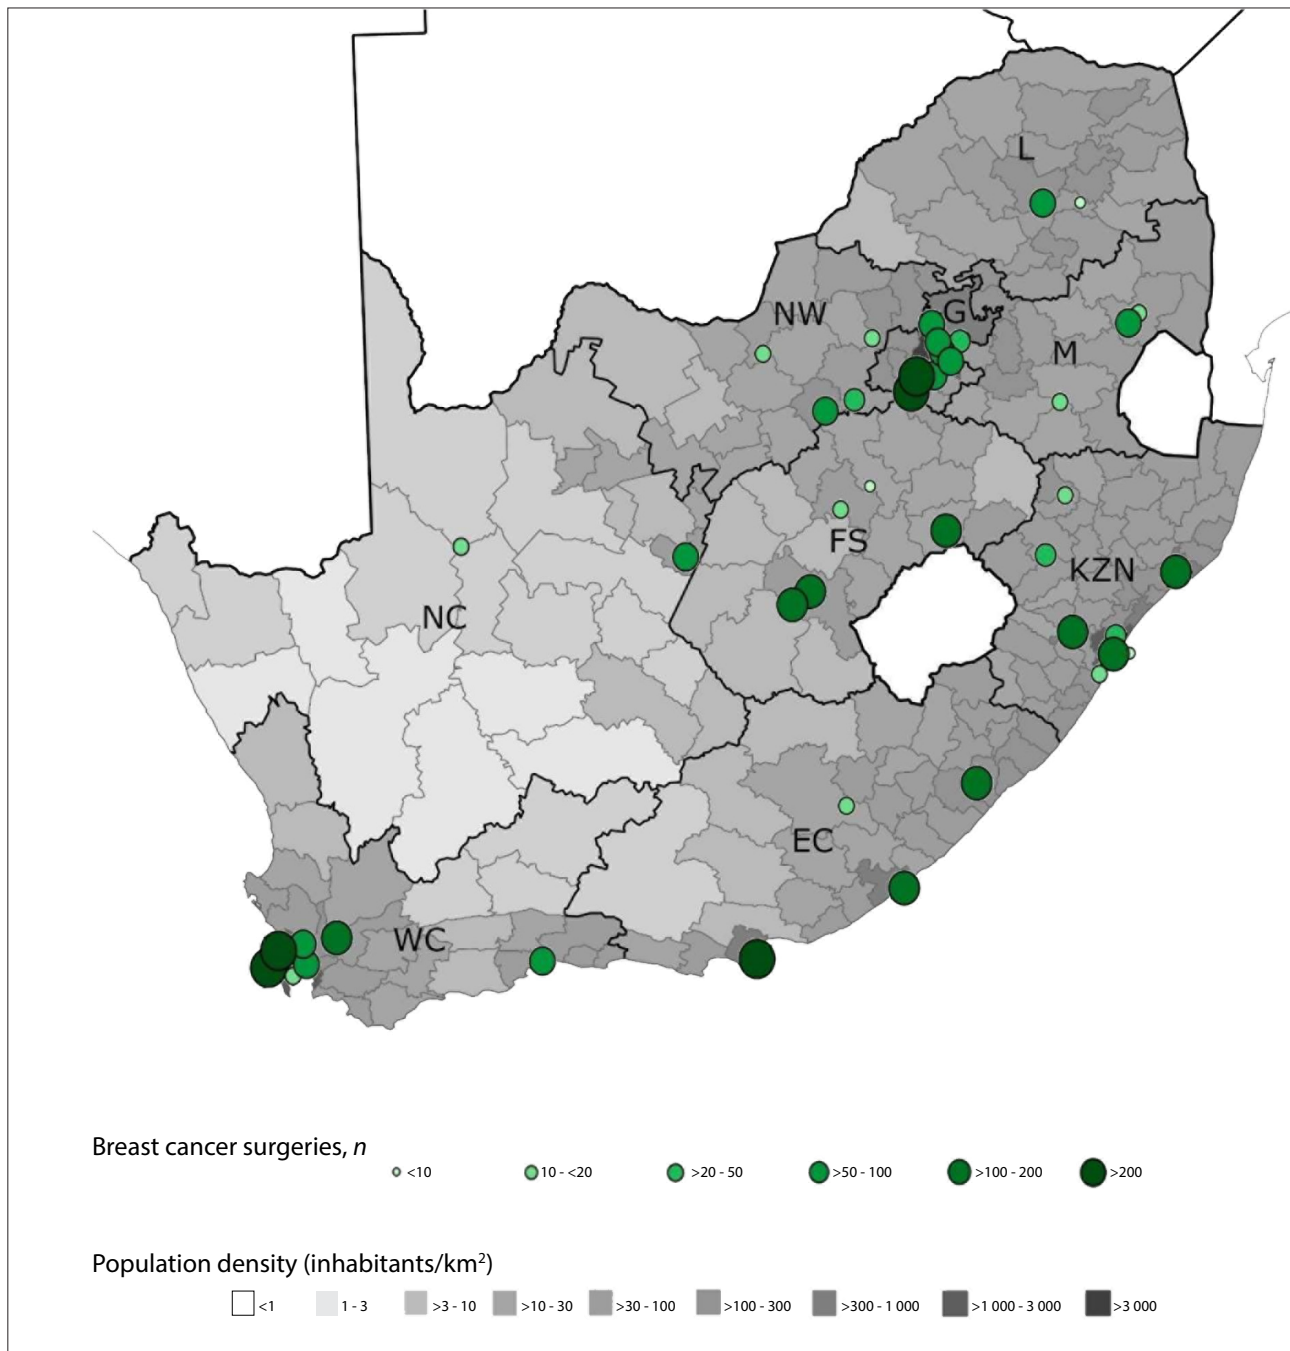 L
NW
G
M
FS
KZN
NC
EC
WC
Breast cancer surgeries, n
<10 10 - <20 >20 - 50 >50 - 100 >100 - 200 >200
Population density (inhabitants/km²)
<1 1 - 3 >3 - 10 >10 - 30 >30 - 100 >100 - 300 >300 - 1 000 >1 000 - 3 000 >3 000